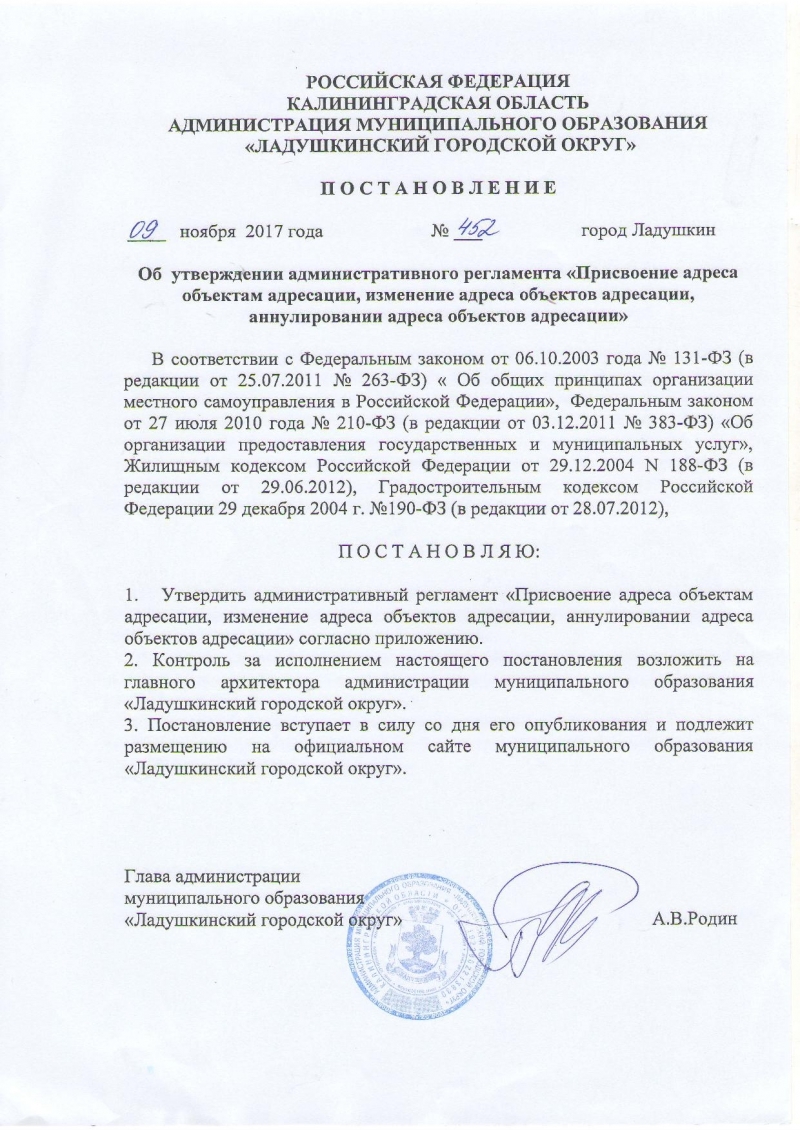 РОССИЙСКАЯ ФЕДЕРАЦИЯ
КАЛИНИНГРАДСКАЯ ОБЛАСТЬ
АДМИНИСТРАЦИЯ МУНИЦИПАЛЬНОГО ОБРАЗОВАНИЯ
«ЛАДУШКИНСКИЙ ГОРОДСКОЙ ОКРУГ»
П О С Т А Н О В Л Е Н И Е
09 ноября 2017 года № 452 город Ладушкин
Об утверждении административного регламента «Присвоение адреса
объектам адресации, изменение адреса объектов адресации,
аннулировании адреса объектов адресации»
В соответствии с Федеральным законом от 06.10.2003 года № 131-ФЗ (в
редакции от 25.07.2011 № 263-ФЗ) « Об общих принципах организации
местного самоуправления в Российской Федерации», Федеральным законом
от 27 июля 2010 года № 210-ФЗ (в редакции от 03.12.2011 № 383-ФЗ) «Об
организации предоставления государственных и муниципальных услуг»,
Жилищным кодексом Российской Федерации от 29.12.2004 N 188-ФЗ (в
редакции от 29.06.2012), Градостроительным кодексом Российской
Федерации 29 декабря 2004 г. №190-ФЗ (в редакции от 28.07.2012),
П О С Т А Н О В Л Я Ю:
1. Утвердить административный регламент «Присвоение адреса объектам
адресации, изменение адреса объектов адресации, аннулировании адреса
объектов адресации» согласно приложению.
2. Контроль за исполнением настоящего постановления возложить на
главного архитектора администрации муниципального образования
«Ладушкинский городской округ».
3. Постановление вступает в силу со дня его опубликования и подлежит
размещению на официальном сайте муниципального образования
«Ладушкинский городской округ».
Глава администрации
муниципального образования
«Ладушкинский городской округ» А.В.Родин